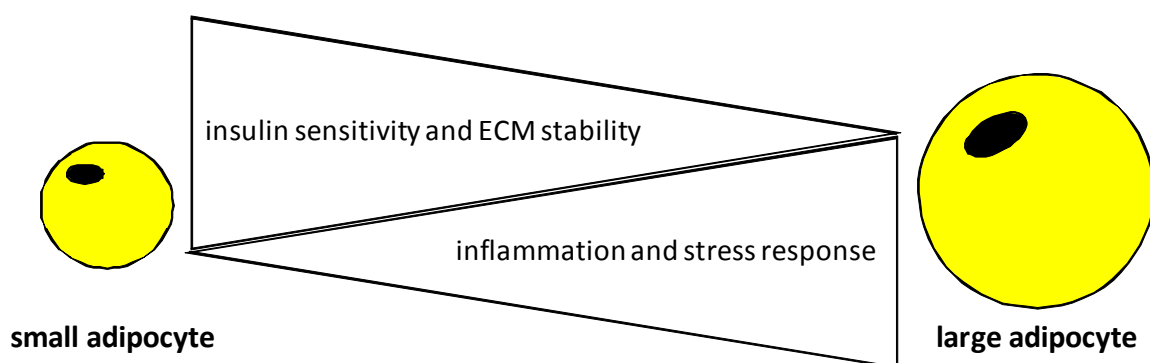 insulin sensitivity and ECM stability
inflammation and stress response
small adipocyte
large adipocyte